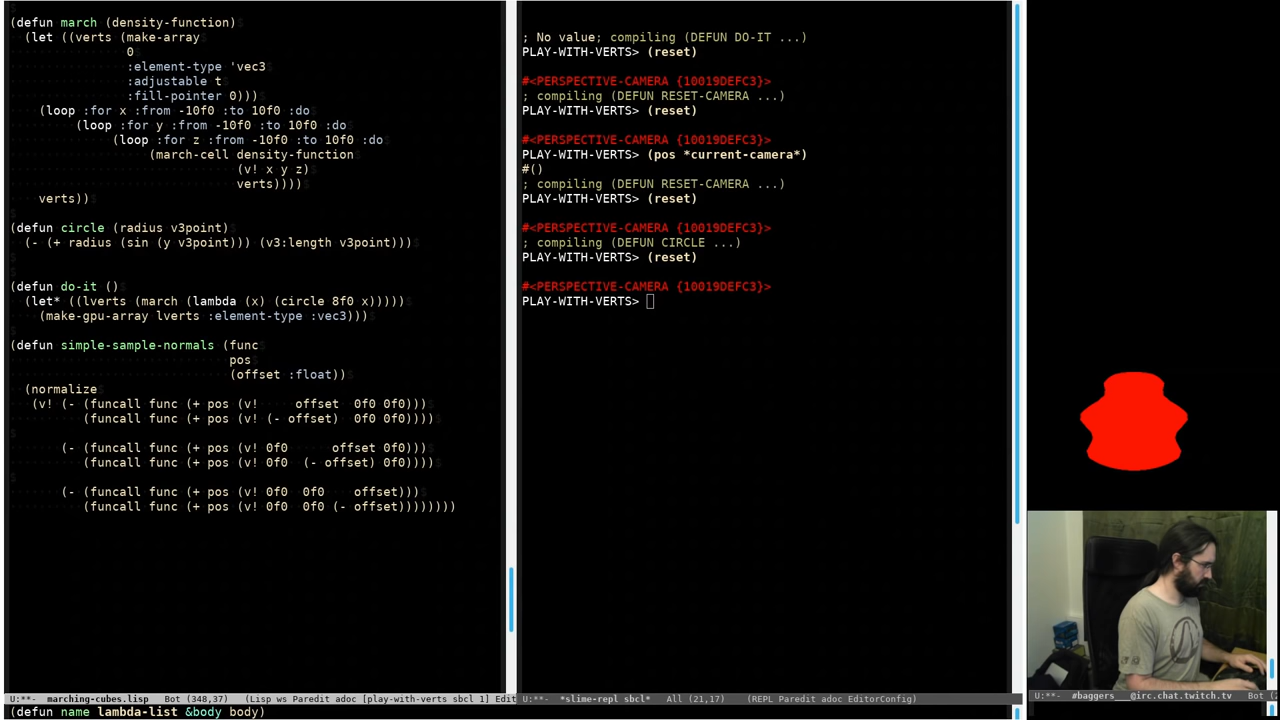 (defun march (density-function)
(let ((verts (make-array
0
:element-type 'vec3
:adjustable t
:fill-pointer 0)))
(loop :for x :from -10f0 :to 10f0 :do
(loop :for y :from -10f0 :to 10f0 :do
(loop :for z :from -10f0 :to 10f0 :do
(march-cell density-function
(v! x y z)
verts))))
verts))
(defun circle (radius v3point)
(- (+ radius (sin (y v3point))) (v3:length v3point)))
(defun do-it ()
(let* ((lverts (march (lambda (x) (circle 8f0 x)))))
(make-gpu-array lverts :element-type :vec3)))
(defun simple-sample-normals (func
pos
(offset :float))
(normalize
(v! (- (funcall func (+ pos (v! offset 0f0 0f0)))
(funcall func (+ pos (v! (- offset) 0f0 0f0))))
(- (funcall func (+ pos (v! 0f0 offset 0f0)))
(funcall func (+ pos (v! 0f0 (- offset) 0f0))))
(- (funcall func (+ pos (v! 0f0 0f0 offset)))
(funcall func (+ pos (v! 0f0 0f0 (- offset))))))))
U:**- marching-cubes.lisp Bot (348,37) (Lisp ws Paredit adoc [play-with-verts sbcl 1] Edit
(defun name lambda-list &body body)
; No value; compiling (DEFUN DO-IT ...)
PLAY-WITH-VERTS> (reset)
#<PERSPECTIVE-CAMERA {10019DEFC3}>
; compiling (DEFUN RESET-CAMERA ...)
PLAY-WITH-VERTS> (reset)
#<PERSPECTIVE-CAMERA {10019DEFC3}>
PLAY-WITH-VERTS> (pos *current-camera*)
#()
; compiling (DEFUN RESET-CAMERA ...)
PLAY-WITH-VERTS> (reset)
#<PERSPECTIVE-CAMERA {10019DEFC3}>
; compiling (DEFUN CIRCLE ...)
PLAY-WITH-VERTS> (reset)
#<PERSPECTIVE-CAMERA {10019DEFC3}>
PLAY-WITH-VERTS>
U:**- *slime-repl sbcl* All (21,17) (REPL Paredit adoc EditorConfig)
U:**- #baggers__@irc.chat.twitch.tv Bot